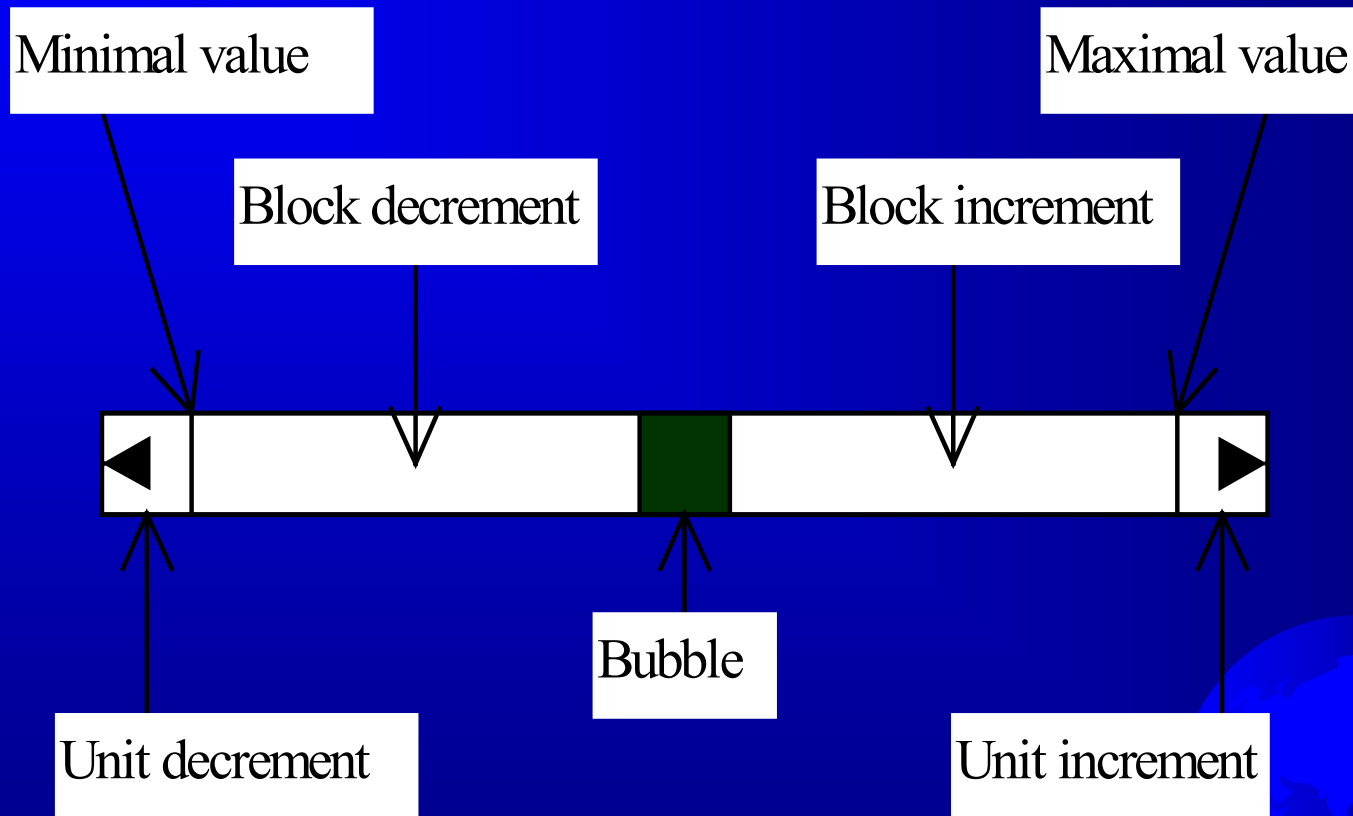 Minimal value
Maximal value
Block decrement
Block increment
Bubble
Unit decrement
Unit increment